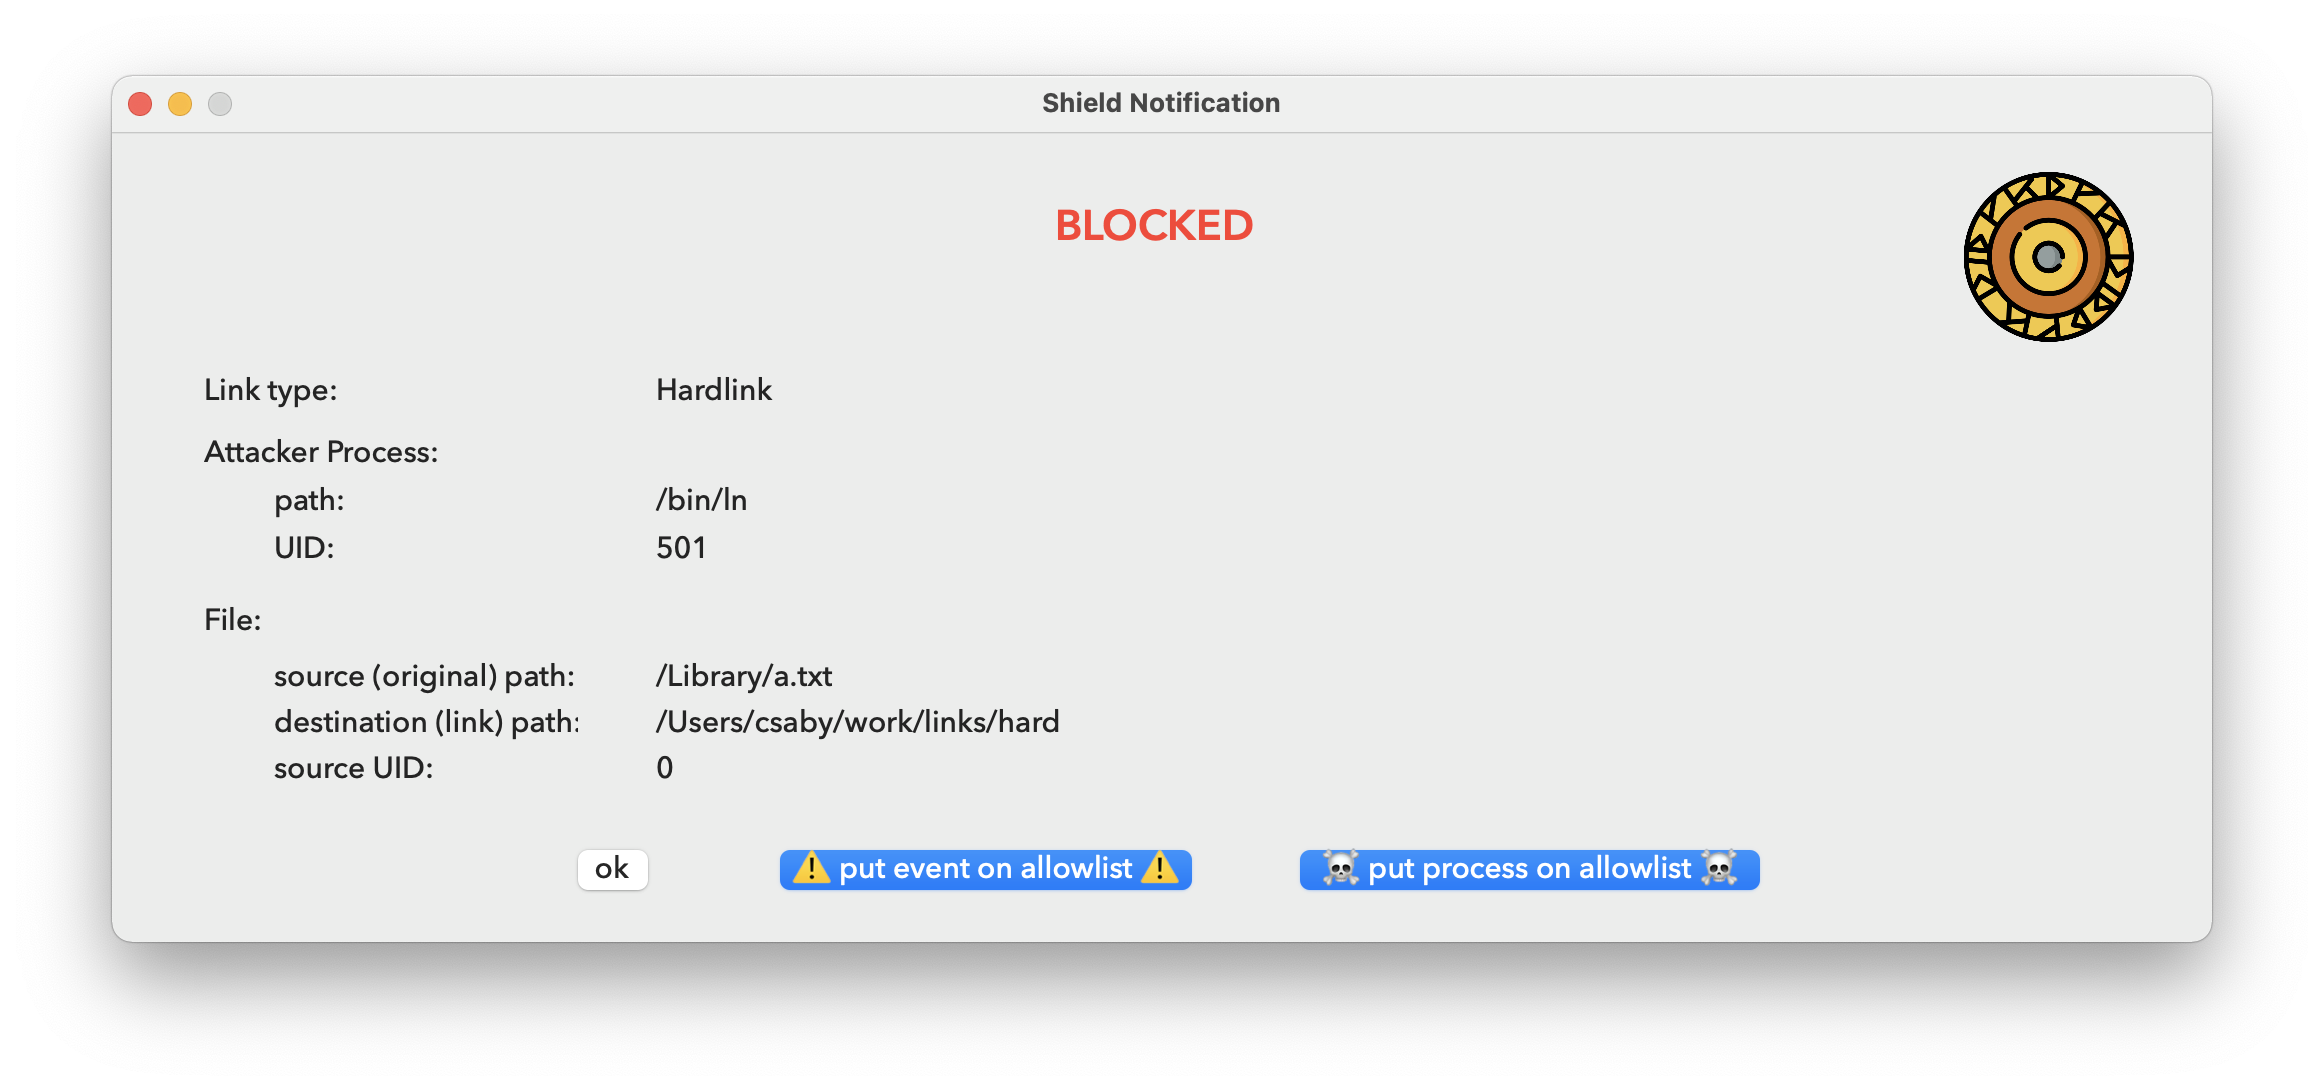 Shield Notification
BLOCKED
Link type: Hardlink
Attacker Process:
path: /bin/ln
UID: 501
File:
source (original) path: /Library/a.txt
destination (link) path: /Users/csaby/work/links/hard
source UID: 0
ok ⚠️ put event on allowlist ⚠️ ☠️ put process on allowlist ☠️